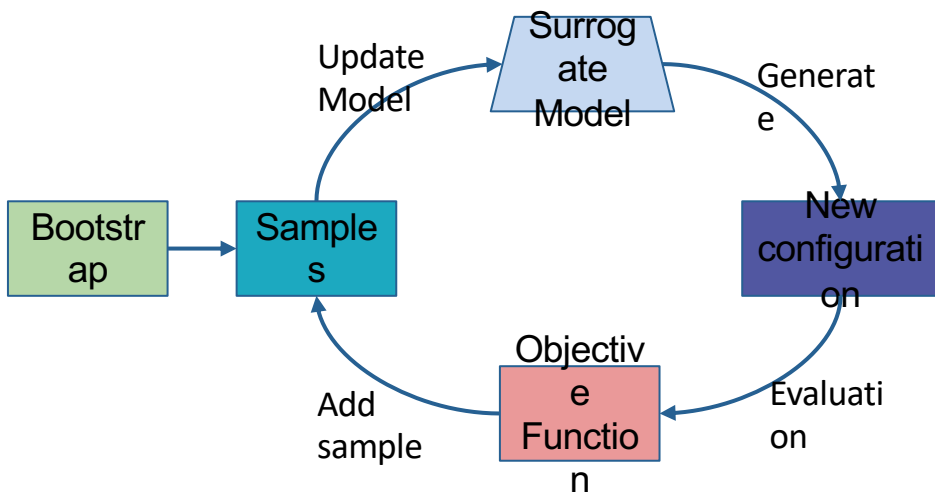 Surrog
ate
Model
Update
Model
Generat
e
Bootstr
ap
Sample
s
New
configurati
on
Objectiv
e
Functio
n
Evaluati
on
Add
sample